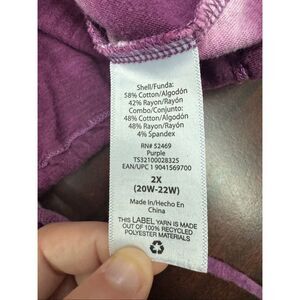 Shell/Funda:
58% Cotton/Algodón
42% Rayon/Rayón
Combo/Conjunto:
48% Cotton/Algodón
48% Rayon/Rayón
4% Spandex
RN# 52469
Purple
TS3210002832S
EAN/UPC 1 9041569700
2X
(20W-22W)
Made In/Hecho En
China
THIS LABEL YARN IS MADE
OUT OF 100% RECYCLED
POLYESTER MATERIALS